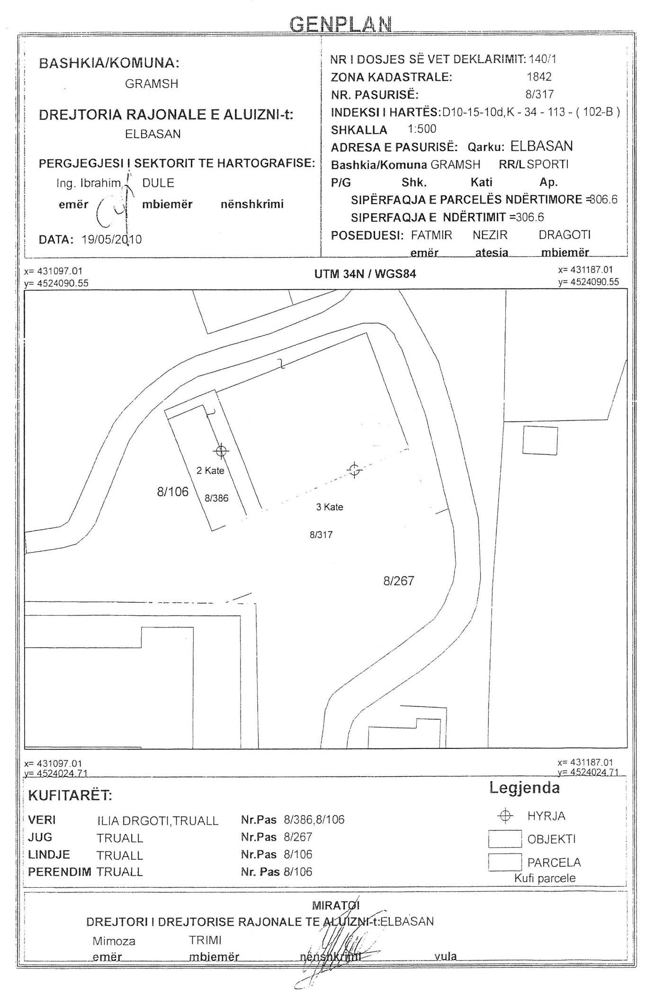 GENPLAN
BASHKIA/KOMUNA:
GRAMSH
DREJTORIA RAJONALE E ALUIZNI-t:
ELBASAN
PERGJEGJESI I SEKTORIT TE HARTOGRAFISE:
Ing. Ibrahim DULE
emër mbiemër nënshkrimi
DATA: 19/05/2010
NR I DOSJES SË VET DEKLARIMIT: 140/1
ZONA KADASTRALE: 1842
NR. PASURISË: 8/317
INDEKSI I HARTËS: D10-15-10d,K - 34 - 113 - ( 102-B )
SHKALLA 1:500
ADRESA E PASURISË: Qarku: ELBASAN
Bashkia/Komuna GRAMSH RR/L SPORTI
P/G Shk. Kati Ap.
SIPËRFAQJA E PARCELËS NDËRTIMORE =306.6
SIPERFAQJA E NDËRTIMIT =306.6
POSEDUESI: FATMIR NEZIR DRAGOTI
emër atesia mbiemër
x= 431097.01
y= 4524090.55
UTM 34N / WGS84
x= 431187.01
y= 4524090.55
2 Kate
8/106
8/386
3 Kate
8/317
8/267
x= 431097.01
y= 4524024.71
x= 431187.01
y= 4524024.71
KUFITARËT:
VERI ILIA DRGOTI,TRUALL Nr.Pas 8/386,8/106
JUG TRUALL Nr.Pas 8/267
LINDJE TRUALL Nr.Pas 8/106
PERENDIM TRUALL Nr. Pas 8/106
Legjenda
HYRJA
OBJEKTI
PARCELA
Kufi parcele
MIRATOI
DREJTORI I DREJTORISE RAJONALE TE ALUIZNI-t:ELBASAN
Mimoza TRIMI
emër mbiemër nënshkrimi vula